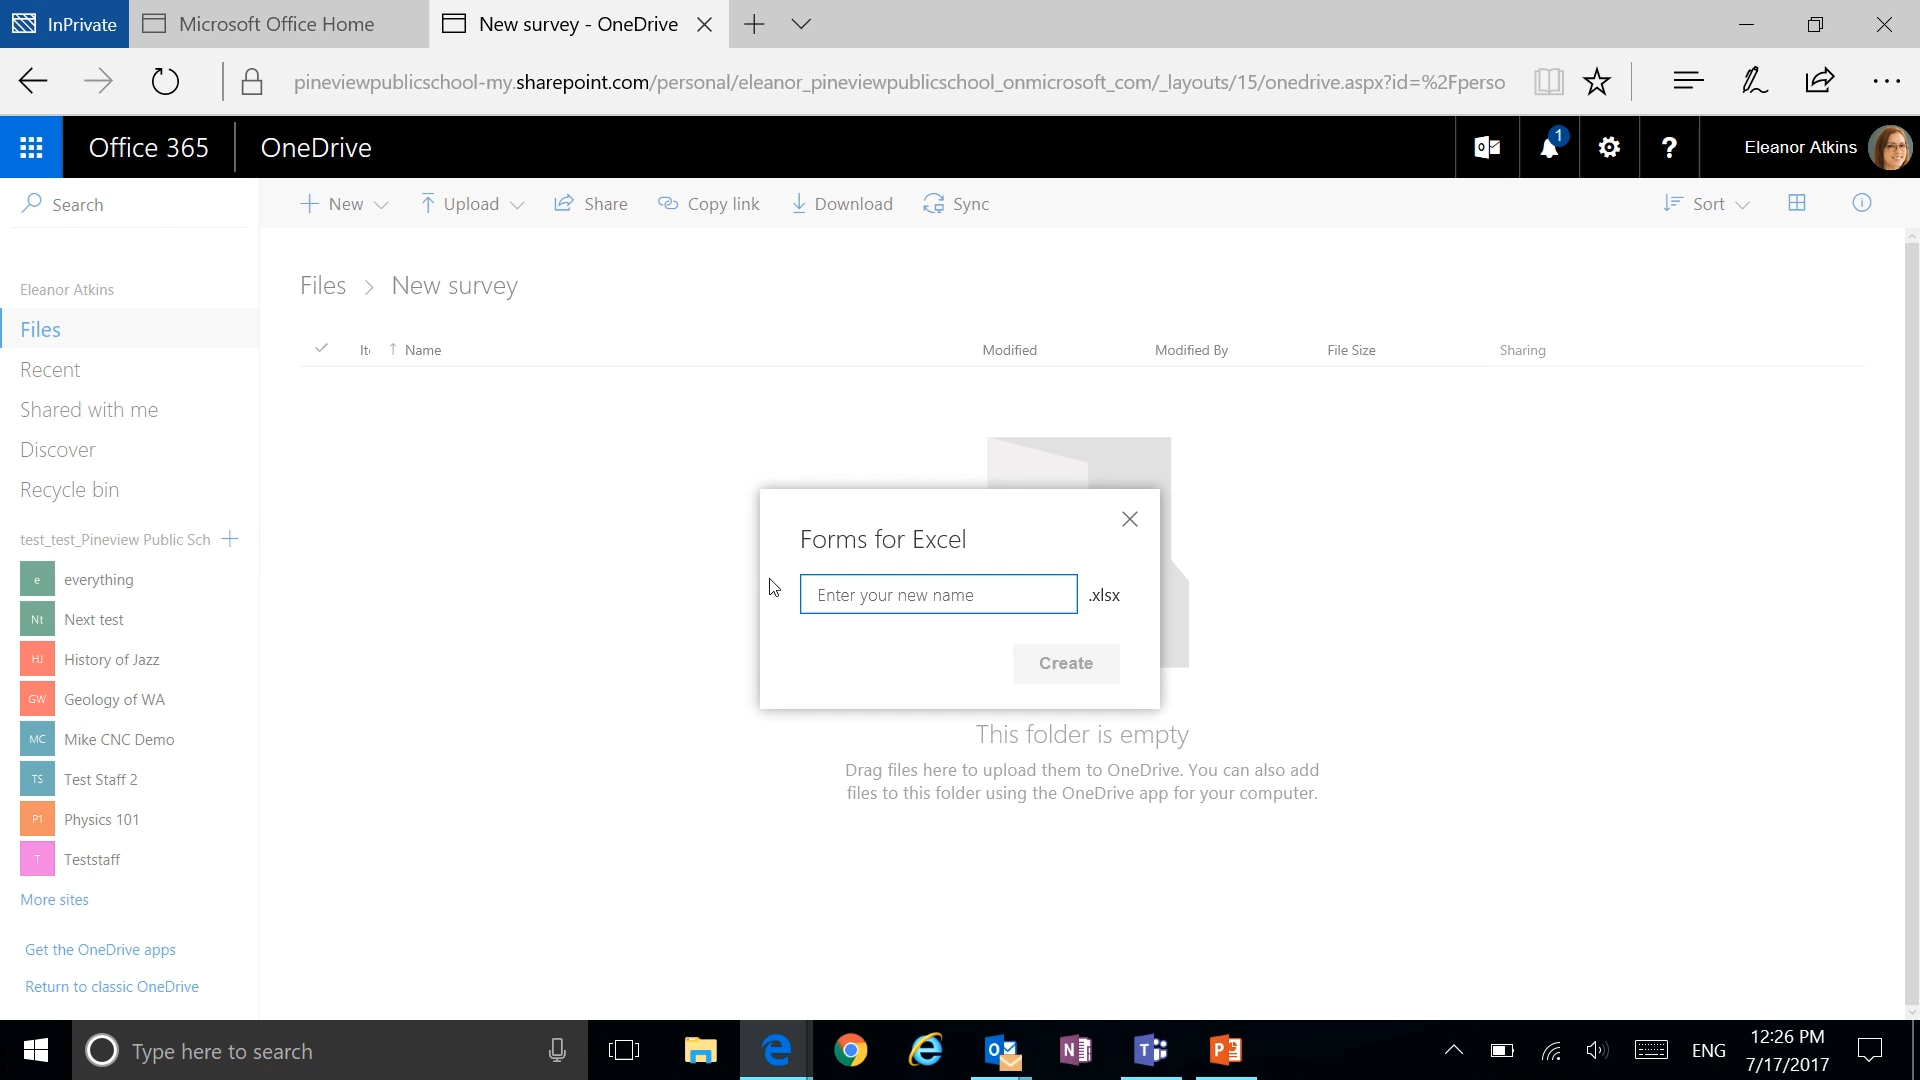 InPrivate
Microsoft Office Home
New survey - OneDrive
pineviewpublicschool-my.sharepoint.com/personal/eleanor_pineviewpublicschool_onmicrosoft_com/_layouts/15/onedrive.aspx?id=%2Fperso
Office 365
OneDrive
1
Eleanor Atkins
Search
New
Upload
Share
Copy link
Download
Sync
Sort
Eleanor Atkins
Files
Recent
Shared with me
Discover
Recycle bin
test_test_Pineview Public Sch
e everything
Nt Next test
HJ History of Jazz
GW Geology of WA
MC Mike CNC Demo
TS Test Staff 2
P1 Physics 101
T Teststaff
More sites
Get the OneDrive apps
Return to classic OneDrive
Files > New survey
Name
Modified
Modified By
File Size
Sharing
Forms for Excel
Enter your new name
.xlsx
Create
This folder is empty
Drag files here to upload them to OneDrive. You can also add
files to this folder using the OneDrive app for your computer.
Type here to search
ENG
12:26 PM
7/17/2017